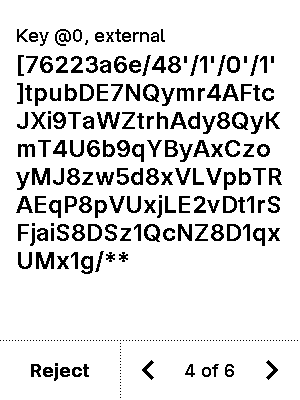 Key @0, external
[76223a6e/48'/1'/0'/1'
]tpubDE7NQymr4AFtc
JXi9TaWZtrhAdy8QyK
mT4U6b9qYByAxCzo
yMJ8zw5d8xVLVpbTR
AEqP8pVUxjLE2vDt1rS
FjaiS8DSz1QcNZ8D1qx
UMx1g/**
Reject
4 of 6